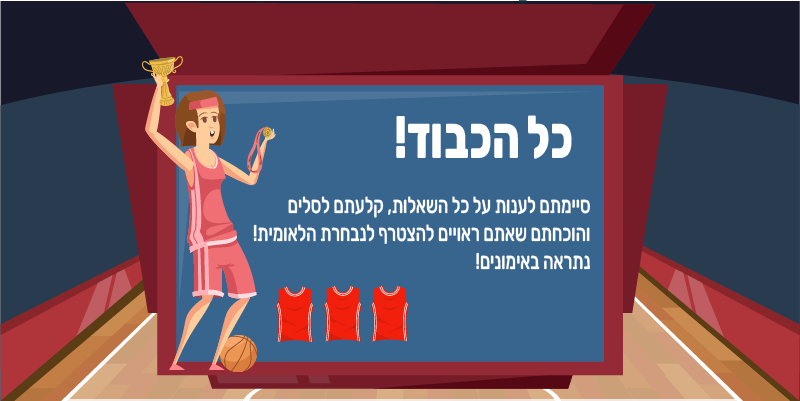 כל הכבוד!
סיימתם לענות על כל השאלות, קלעתם לסלים
והוכחתם שאתם ראויים להצטרף לנבחרת הלאומית!
נתראה באימונים!